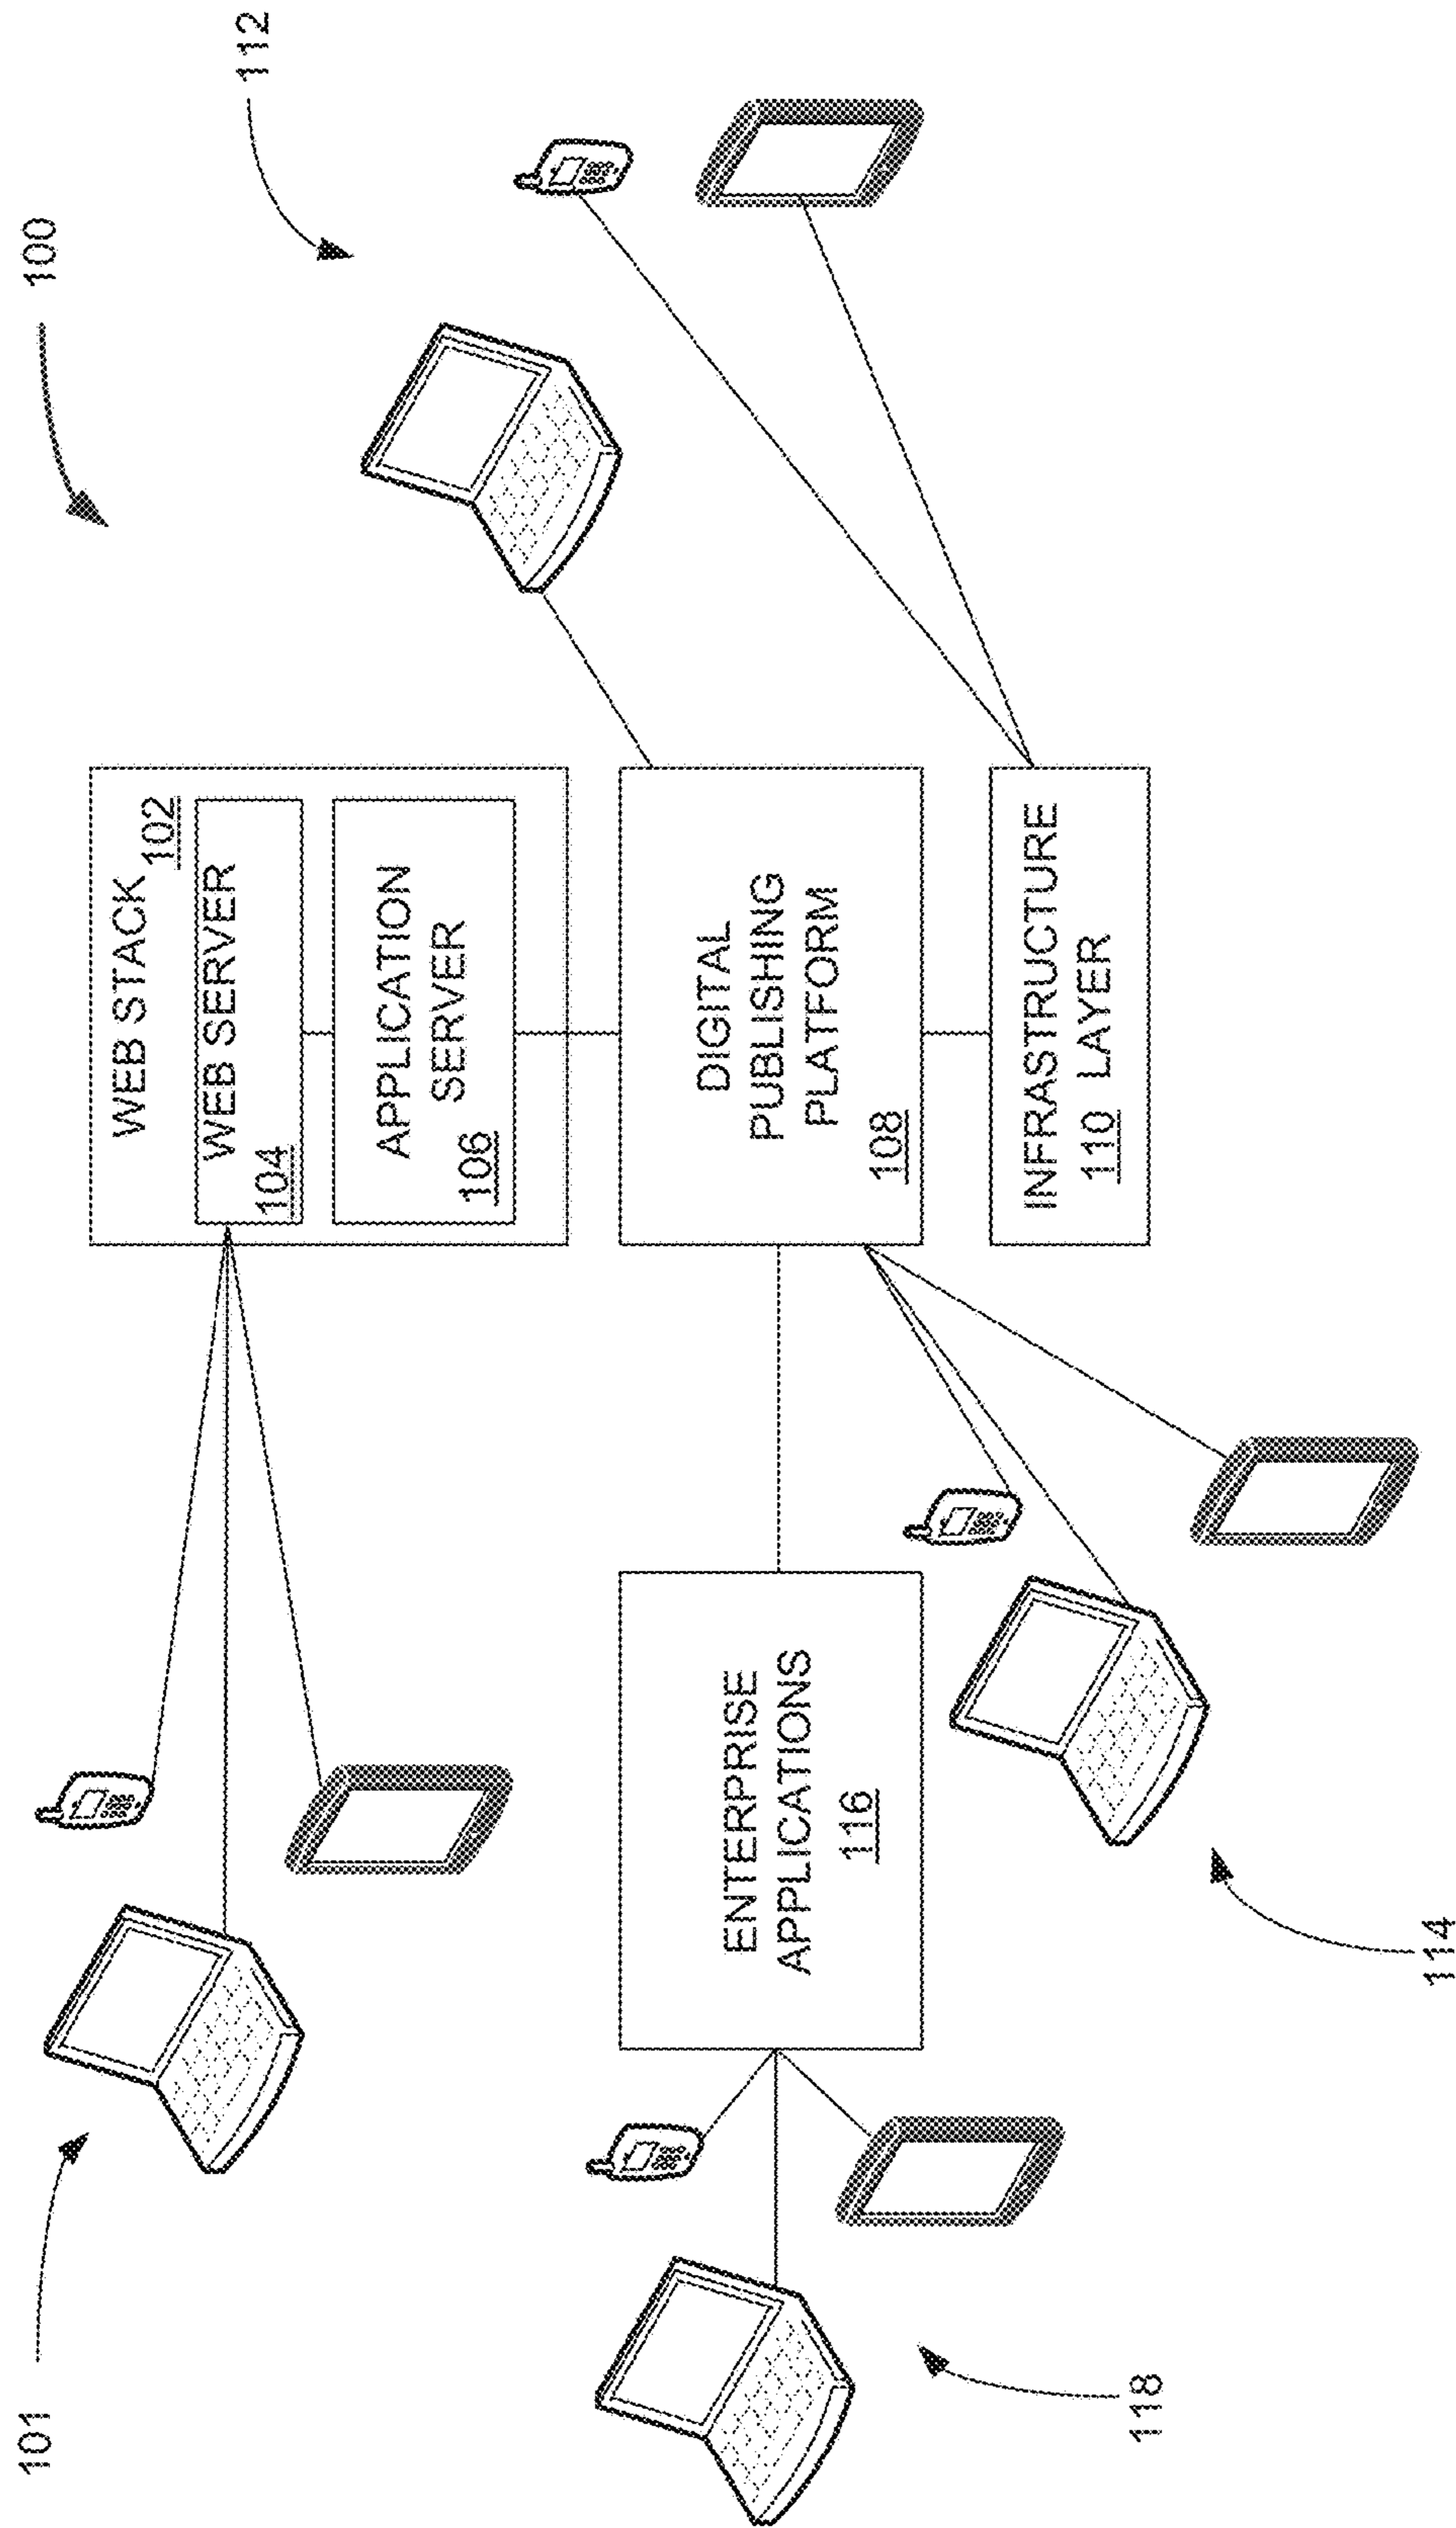 100
101
112
WEB STACK
102
WEB SERVER
104
APPLICATION
SERVER
106
ENTERPRISE
APPLICATIONS
116
DIGITAL
PUBLISHING
PLATFORM
108
118
INFRASTRUCTURE
LAYER
110
114